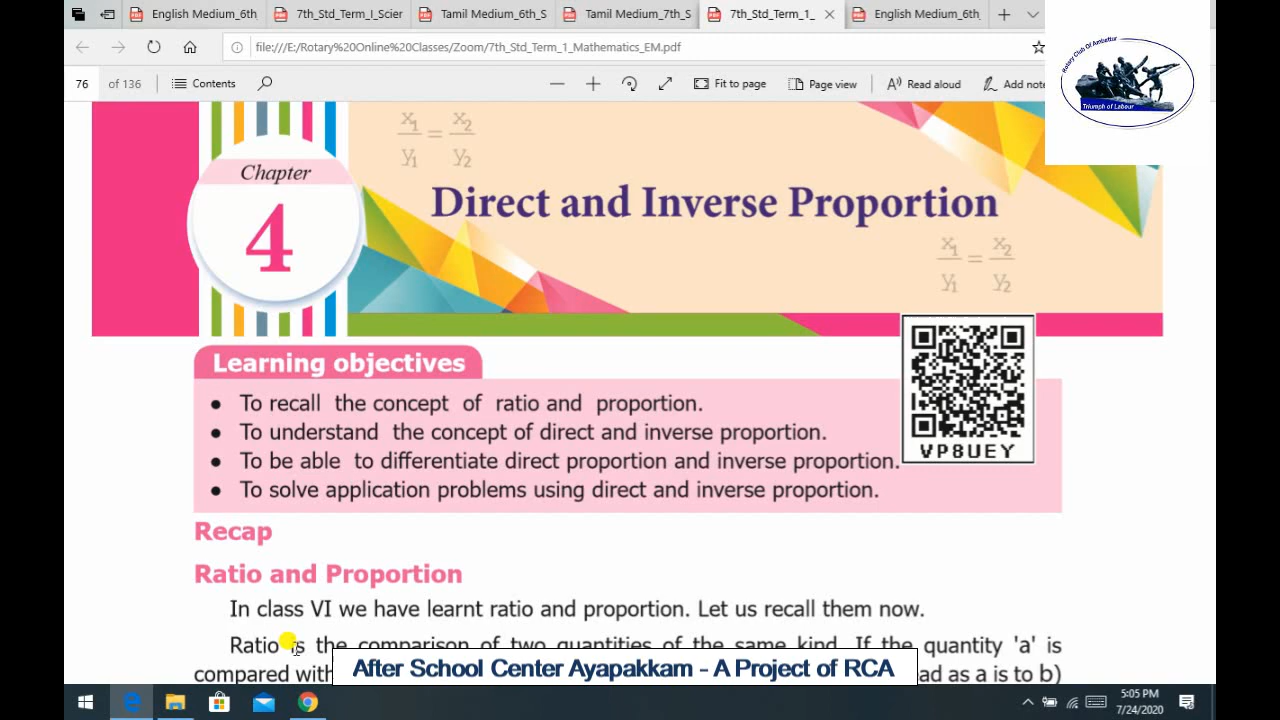 English Medium_6th
7th_Std_Term_I_Scier
Tamil Medium_6th_S
Tamil Medium_7th_S
7th_Std_Term_1_
English Medium_6th_
file:///E:/Rotary%20Online%20Classes/Zoom/7th_Std_Term_1_Mathematics_EM.pdf
76 of 136
Contents
Fit to page
Page view
Read aloud
Add note
Rotary Club Of Ambattur
Triumph of Labour
x1/y1 = x2/y2
Chapter
4
Direct and Inverse Proportion
x1/y1 = x2/y2
VP8UEY
Learning objectives
• To recall the concept of ratio and proportion.
• To understand the concept of direct and inverse proportion.
• To be able to differentiate direct proportion and inverse proportion.
• To solve application problems using direct and inverse proportion.
Recap
Ratio and Proportion
In class VI we have learnt ratio and proportion. Let us recall them now.
Ratio is the comparison of two quantities of the same kind. If the quantity 'a' is
compared with ad as a is to b)
After School Center Ayapakkam - A Project of RCA
5:05 PM
7/24/2020